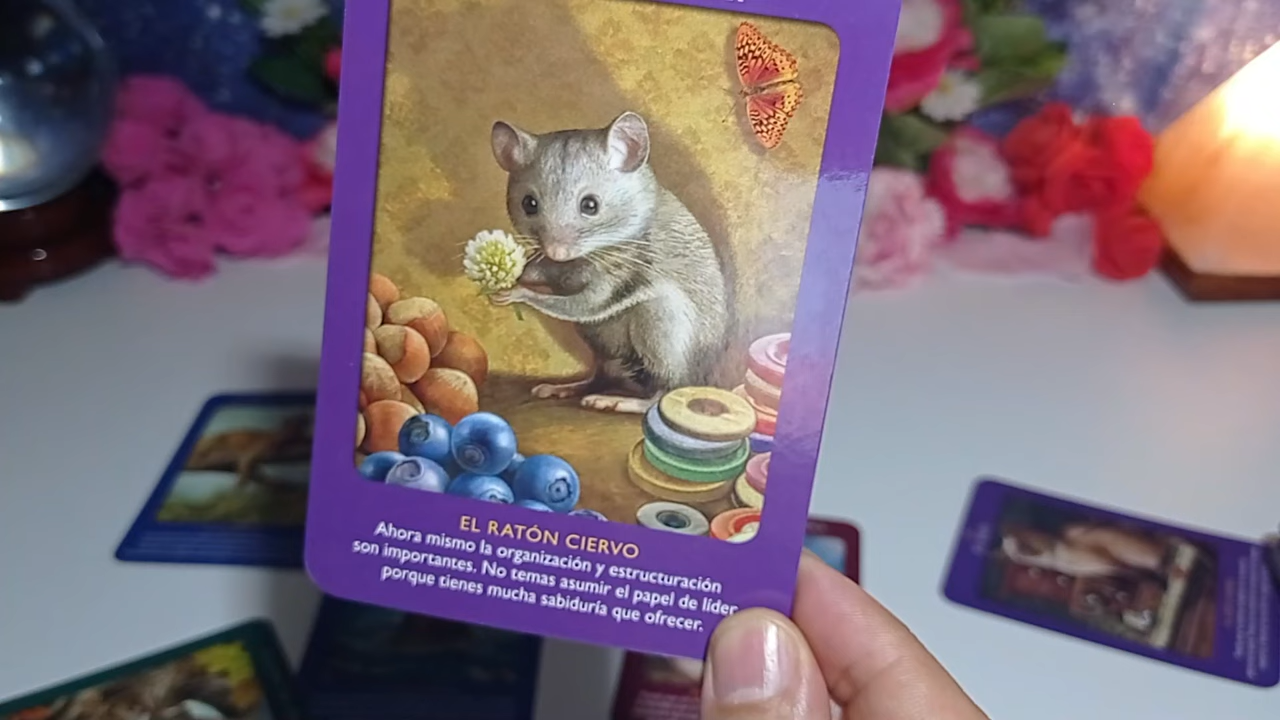 EL RATÓN CIERVO
Ahora mismo la organización y estructuración
son importantes. No temas asumir el papel de líder
porque tienes mucha sabiduría que ofrecer.